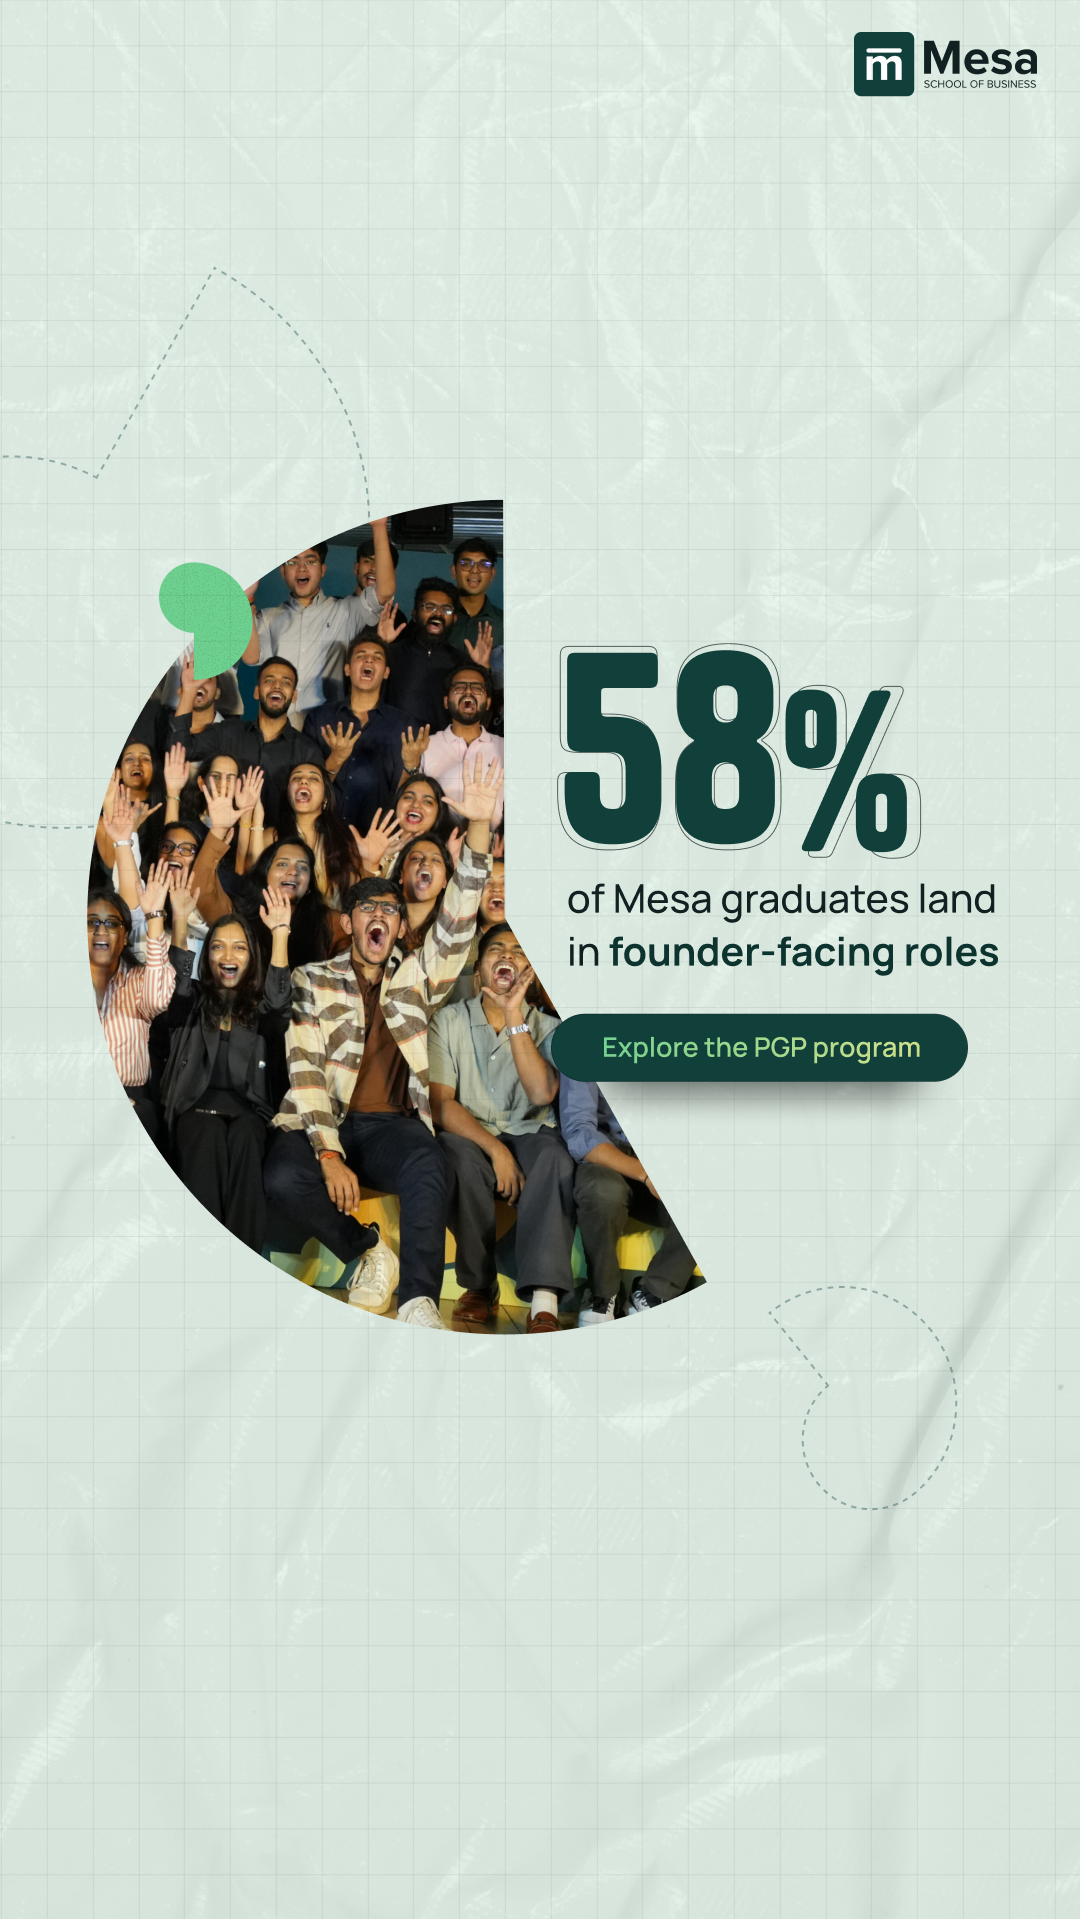 m Mesa
SCHOOL OF BUSINESS
58%
of Mesa graduates land
in founder-facing roles
Explore the PGP program